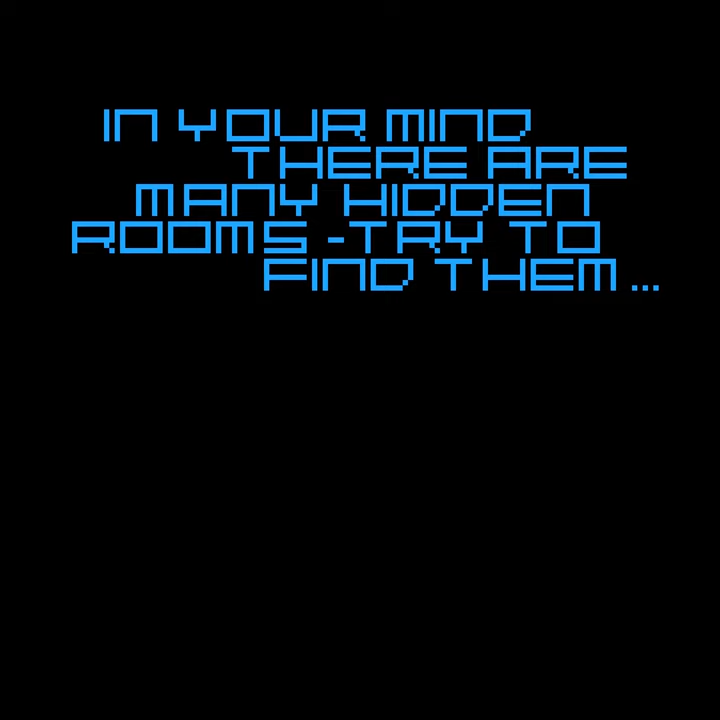 IN YOUR MIND
THERE ARE
MANY HIDDEN
ROOMS -TRY TO
FIND THEM...